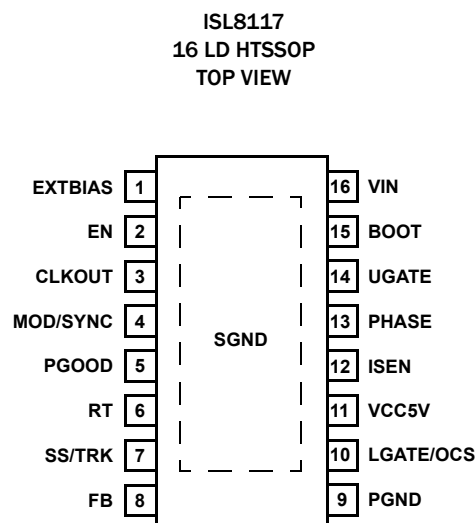 ISL8117
16 LD HTSSOP
TOP VIEW
EXTBIAS 1
EN 2
CLKOUT 3
MOD/SYNC 4
PGOOD 5
RT 6
SS/TRK 7
FB 8
SGND
16 VIN
15 BOOT
14 UGATE
13 PHASE
12 ISEN
11 VCC5V
10 LGATE/OCS
9 PGND